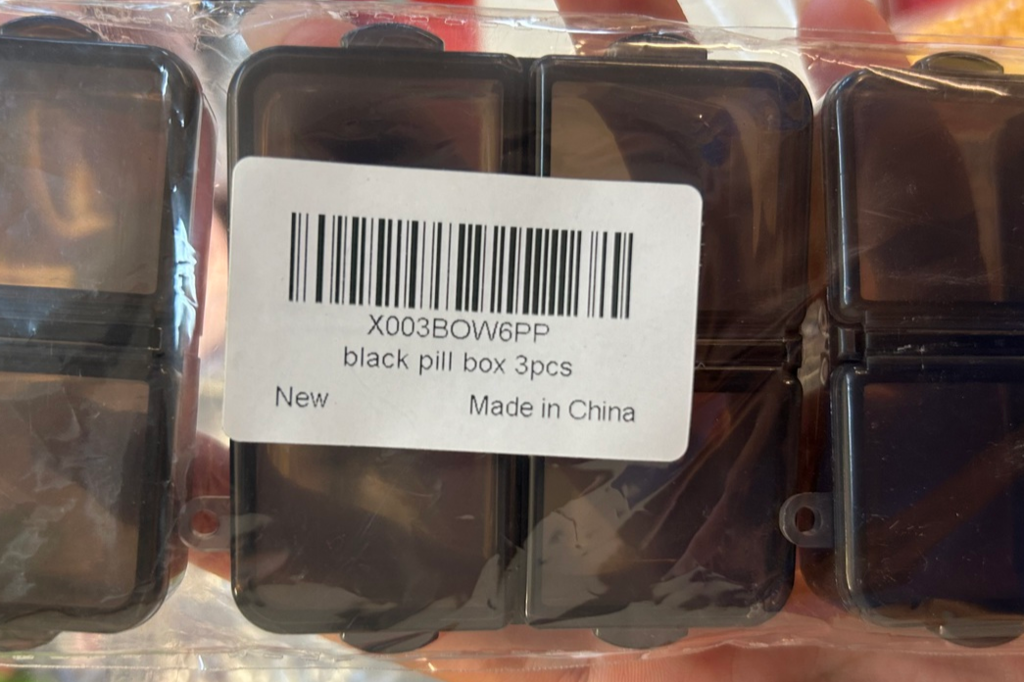 X003BOW6PP
black pill box 3pcs
New
Made in China